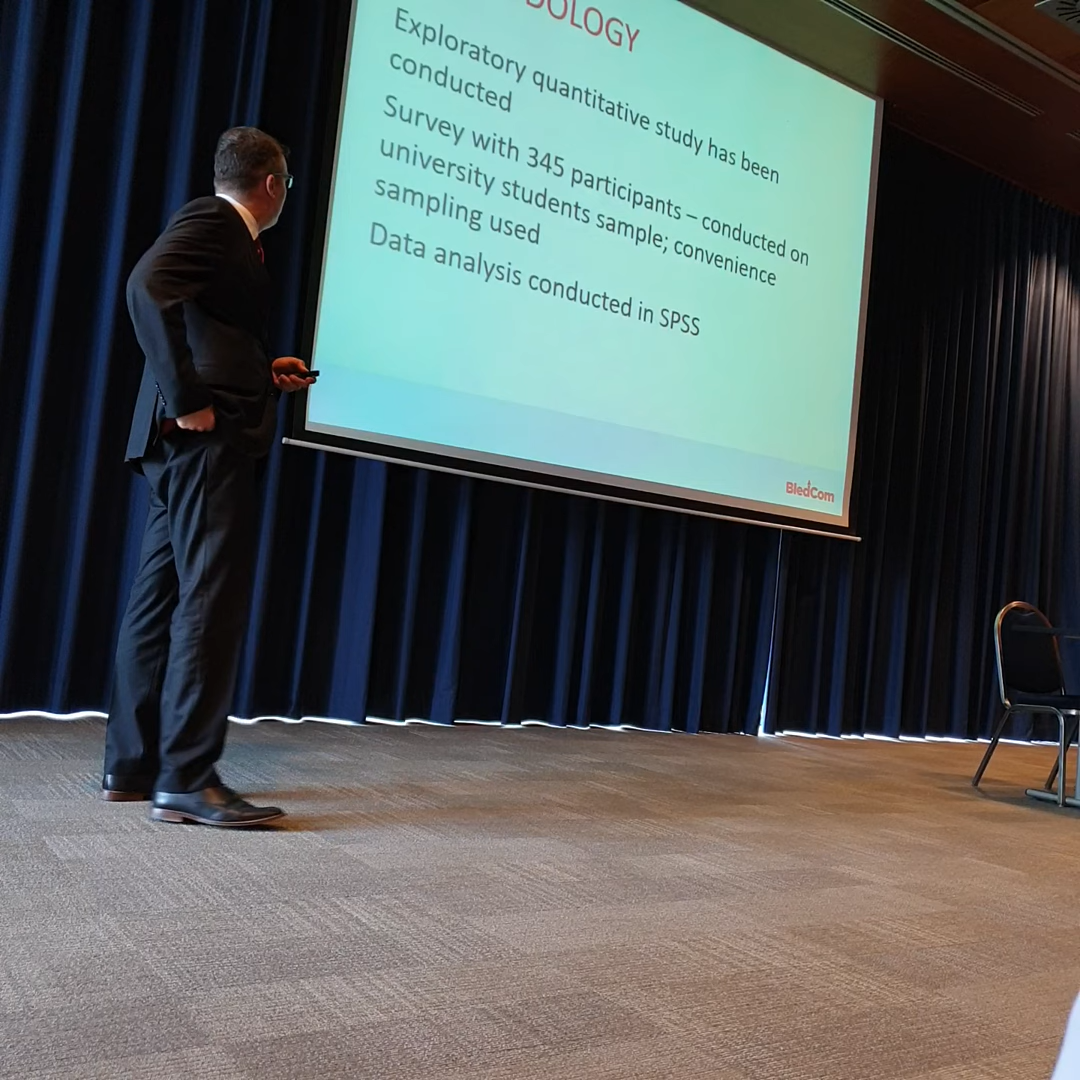 Exploratory quantitative study has been
conducted
Survey with 345 participants – conducted on
university students sample; convenience
sampling used
Data analysis conducted in SPSS
BledCom